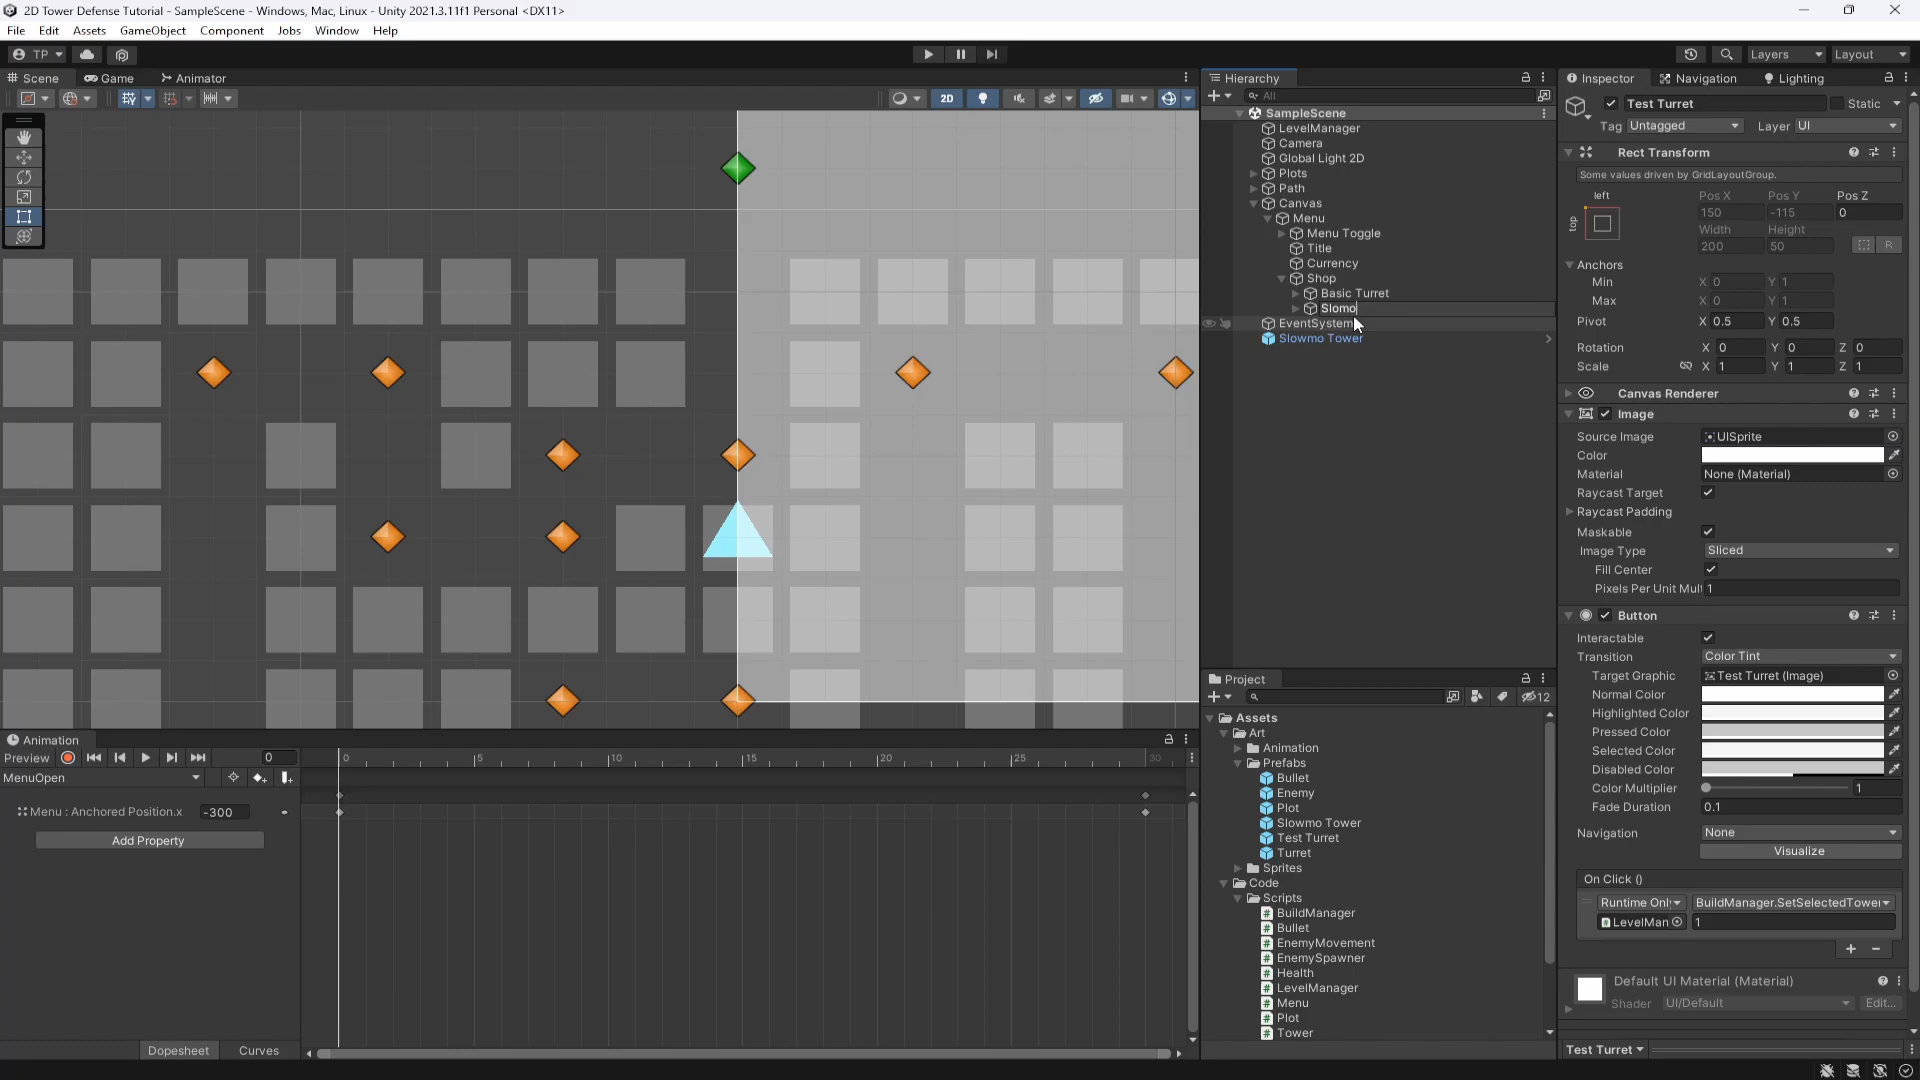 2D Tower Defense Tutorial - SampleScene - Windows, Mac, Linux - Unity 2021.3.11f1 Personal <DX11>
File Edit Assets GameObject Component Jobs Window Help
TP Layers Layout
Scene Game Animator
2D
Hierarchy
All
SampleScene
LevelManager
Camera
Global Light 2D
Plots
Path
Canvas
Menu
Menu Toggle
Title
Currency
Shop
Basic Turret
Slomo
EventSystem
Slowmo Tower
Inspector Navigation Lighting
Test Turret Static
Tag Untagged Layer UI
Rect Transform
Some values driven by GridLayoutGroup.
left Pos X Pos Y Pos Z
top 150 -115 0
Width Height
200 50 R
Anchors
Min X 0 Y 1
Max X 0 Y 1
Pivot X 0.5 Y 0.5
Rotation X 0 Y 0 Z 0
Scale X 1 Y 1 Z 1
Canvas Renderer
Image
Source Image UISprite
Color
Material None (Material)
Raycast Target
Raycast Padding
Maskable
Image Type Sliced
Fill Center
Pixels Per Unit Mul 1
Button
Interactable
Transition Color Tint
Target Graphic Test Turret (Image)
Normal Color
Highlighted Color
Pressed Color
Selected Color
Disabled Color
Color Multiplier 1
Fade Duration 0.1
Navigation None
Visualize
On Click ()
Runtime Onl BuildManager.SetSelectedTower
LevelMan 1
Default UI Material (Material)
Shader UI/Default Edit...
Test Turret
Project
12
Assets
Art
Animation
Prefabs
Bullet
Enemy
Plot
Slowmo Tower
Test Turret
Turret
Sprites
Code
Scripts
BuildManager
Bullet
EnemyMovement
EnemySpawner
Health
LevelManager
Menu
Plot
Tower
Animation
Preview 0 0 5 10 15 20 25 30
MenuOpen
Menu : Anchored Position.x -300
Add Property
Dopesheet Curves